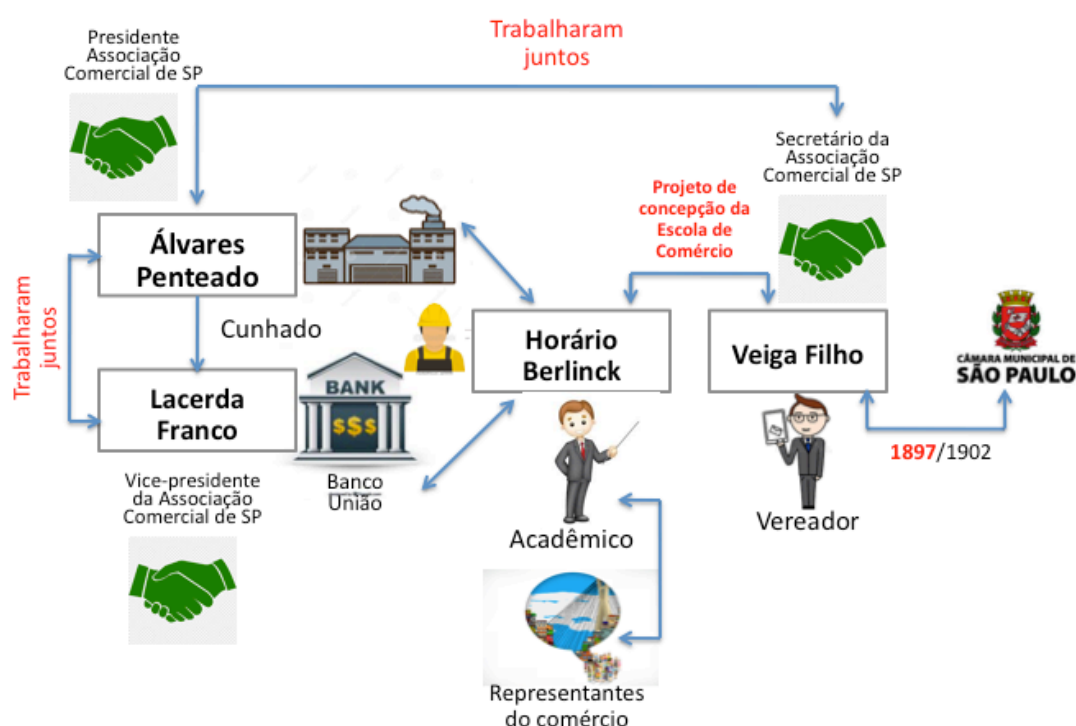 Trabalharam
juntos
Presidente
Associação
Comercial de SP
Secretário da
Associação
Comercial de SP
Projeto de
concepção da
Escola de
Comércio
Álvares
Penteado
Trabalharam
juntos
Cunhado
Horário
Berlinck
Veiga Filho
CÂMARA MUNICIPAL DE
SÃO PAULO
BANK
$$$
Lacerda
Franco
Banco
União
1897/1902
Vice-presidente
da Associação
Comercial de SP
Acadêmico
Vereador
Representantes
do comércio